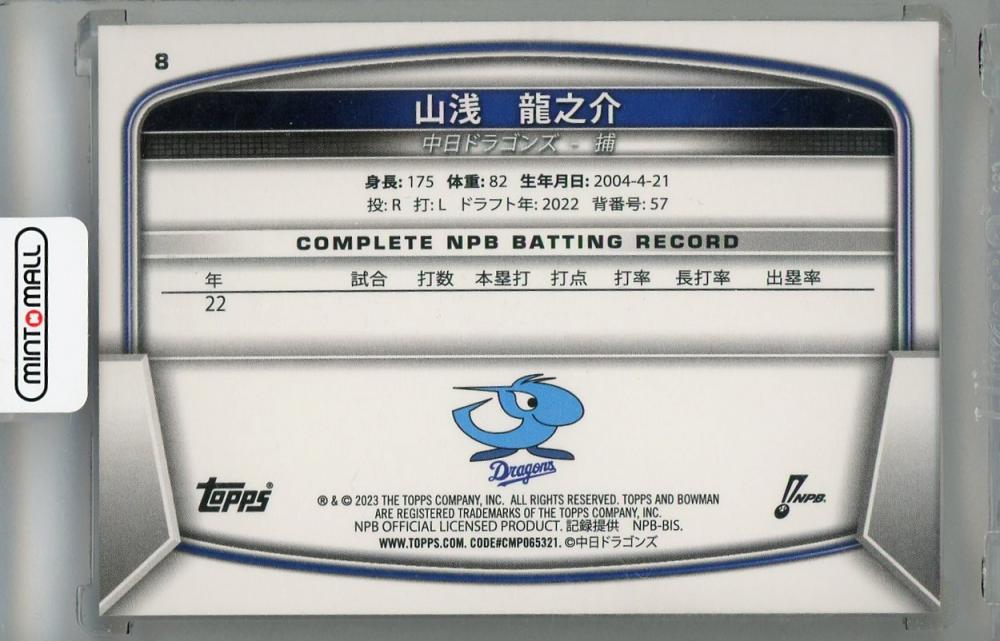 8
山浅 龍之介
中日ドラゴンズ - 捕
身長: 175 体重: 82 生年月日: 2004-4-21
投: R 打: L ドラフト年: 2022 背番号: 57
COMPLETE NPB BATTING RECORD
年 試合 打数 本塁打 打点 打率 長打率 出塁率
22
MINTOMALL
Dragons
TOPPS®
NPB.
® & © 2023 THE TOPPS COMPANY, INC. ALL RIGHTS RESERVED. TOPPS AND BOWMAN
ARE REGISTERED TRADEMARKS OF THE TOPPS COMPANY, INC.
NPB OFFICIAL LICENSED PRODUCT. 記録提供 NPB-BIS.
WWW.TOPPS.COM. CODE#CMP065321. ©中日ドラゴンズ